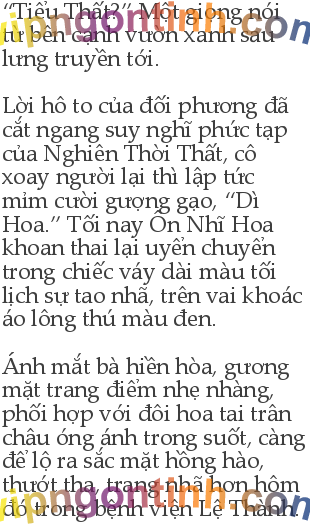 “Tiểu Thất?” Một giọng nói
từ bên cạnh vườn xanh sau
lưng truyền tới.
Lời hô to của đối phương đã
cắt ngang suy nghĩ phức tạp
của Nghiên Thời Thất, cô
xoay người lại thì lập tức
mỉm cười gượng gạo, “Dì
Hoa.” Tối nay Ôn Nhĩ Hoa
khoan thai lại uyển chuyển
trong chiếc váy dài màu tối
lịch sự tao nhã, trên vai khoác
áo lông thú màu đen.
Ánh mắt bà hiền hòa, gương
mặt trang điểm nhẹ nhàng,
phối hợp với đôi hoa tai trân
châu óng ánh trong suốt, càng
để lộ ra sắc mặt hồng hào,
thướt tha, trang nhã hơn hôm
đó trong bệnh viện Lệ Thanh.
vipngontinh.com
vipngontinh.com